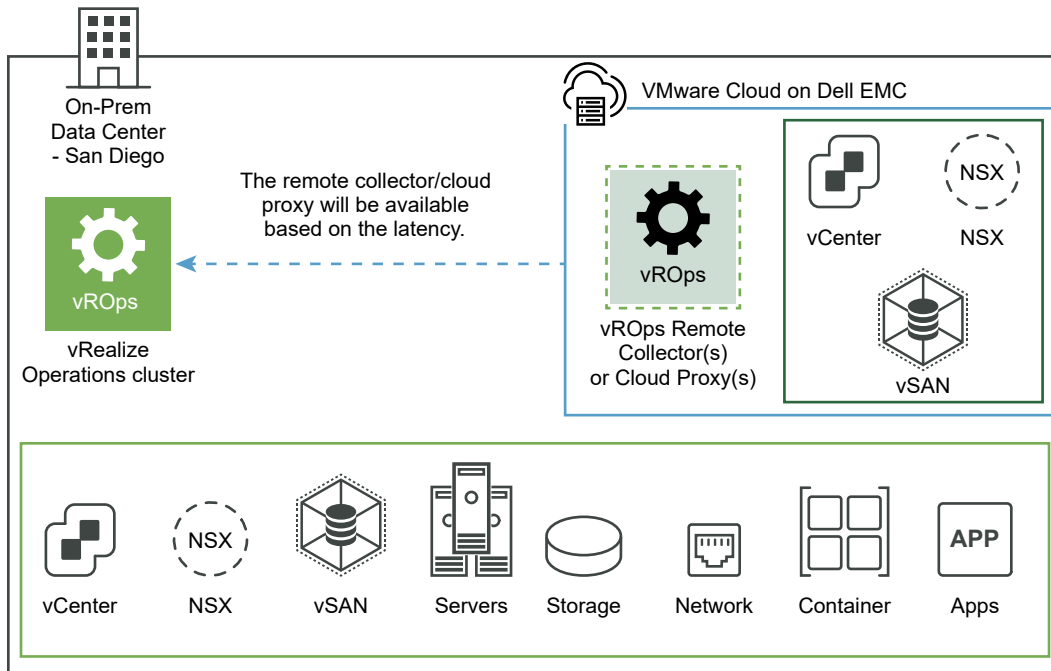 On-Prem
Data Center
- San Diego
vROps
vRealize
Operations cluster
The remote collector/cloud
proxy will be available
based on the latency.
VMware Cloud on Dell EMC
vROps
vROps Remote
Collector(s)
or Cloud Proxy(s)
vCenter
NSX
NSX
vSAN
NSX
APP
vCenter
NSX
vSAN
Servers
Storage
Network
Container
Apps